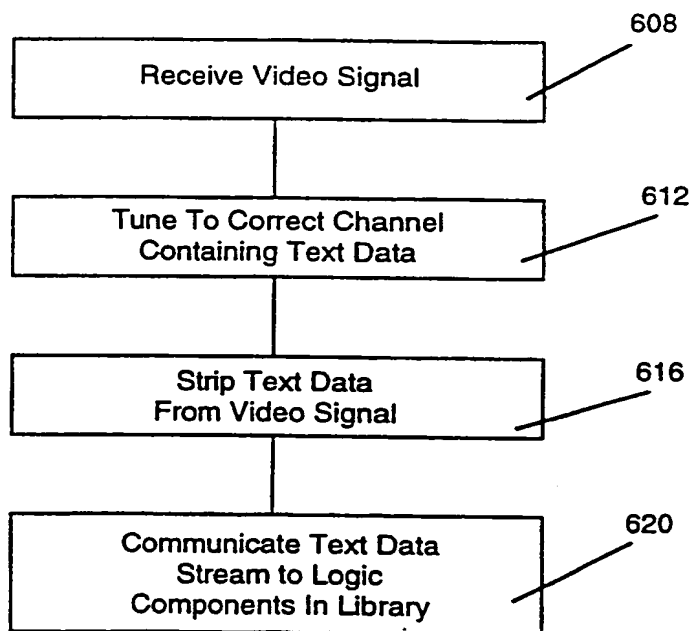 608
Receive Video Signal
612
Tune To Correct Channel
Containing Text Data
616
Strip Text Data
From Video Signal
620
Communicate Text Data
Stream to Logic
Components In Library